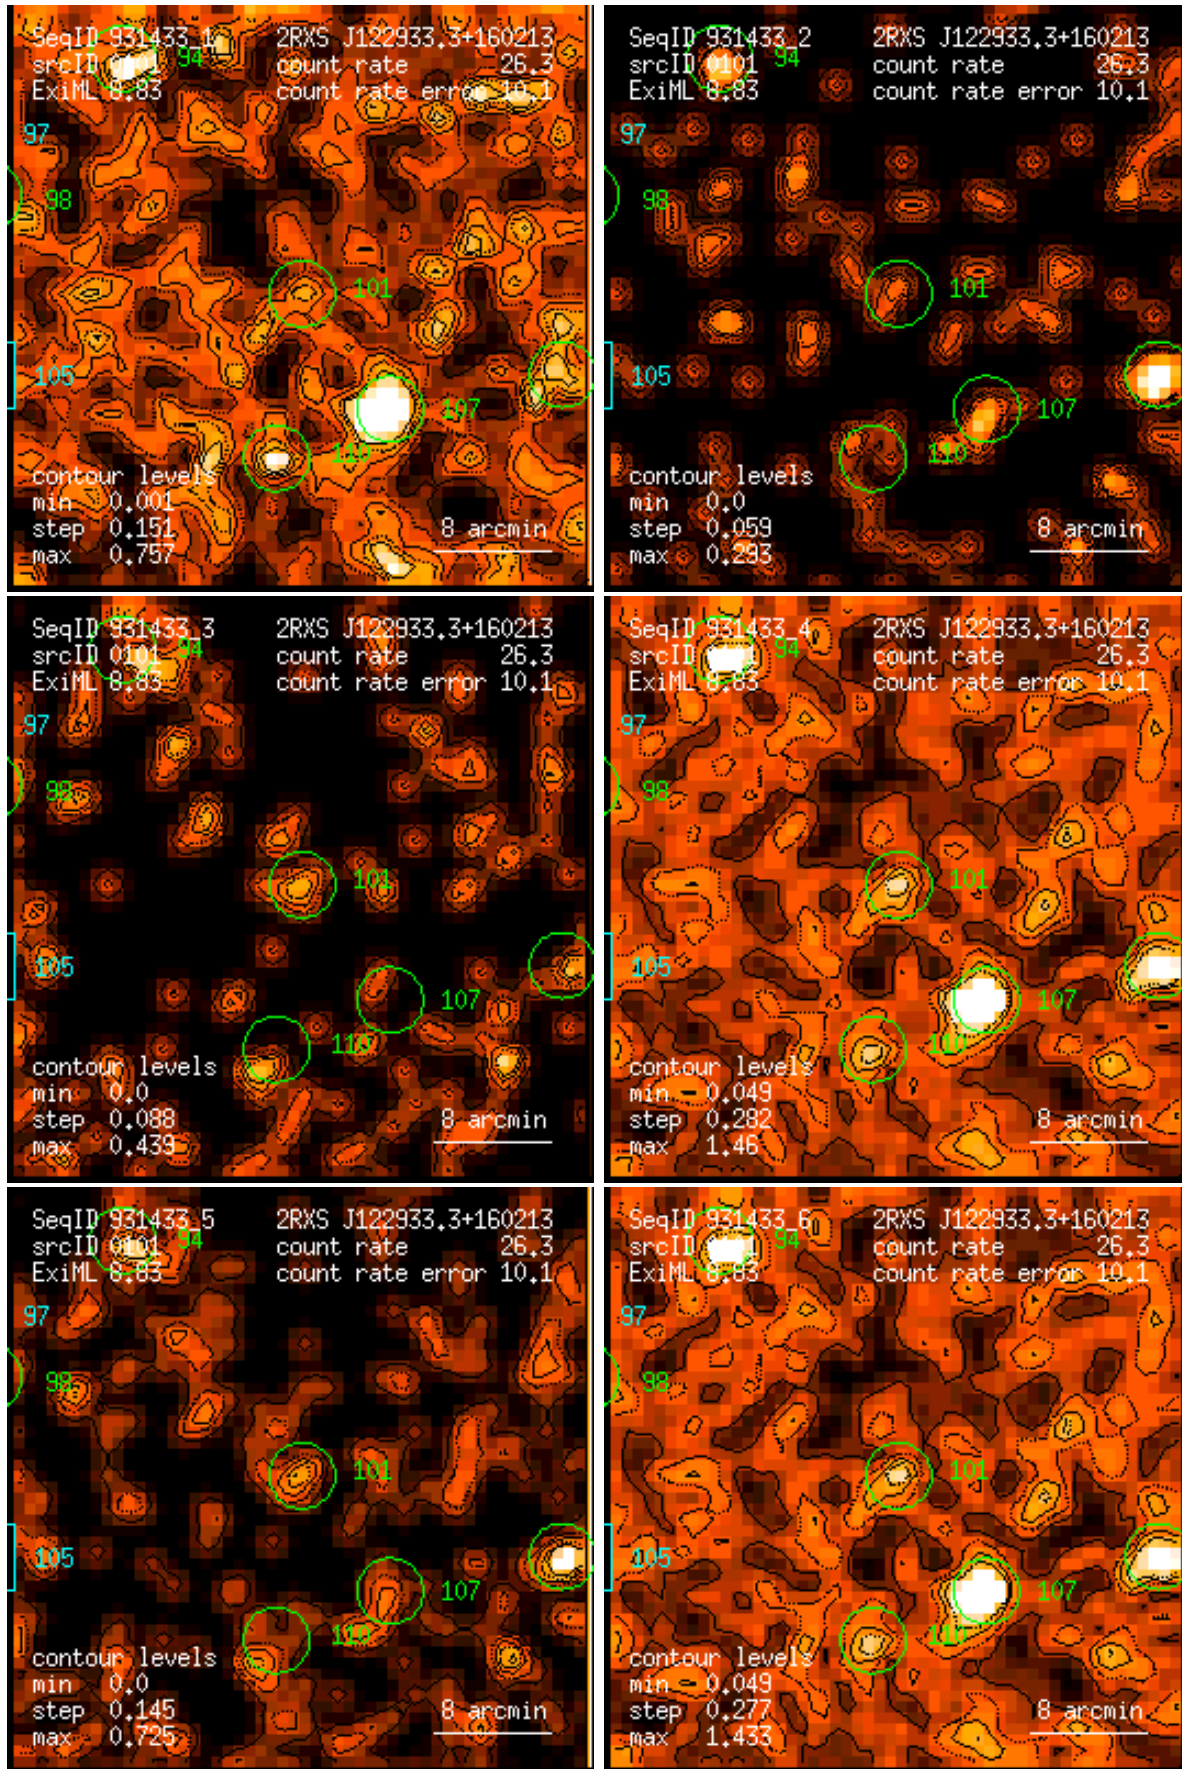 SeqID 931433_1 2RXS J122933.3+160213
srcID 0101 94 count rate 26.3
ExiML 8.83 count rate error 10.1
97
98
101
105
107
110
contour levels
min 0.001
step 0.151 8 arcmin
max 0.757
SeqID 931433_2 2RXS J122933.3+160213
srcID 0101 94 count rate 26.3
ExiML 8.83 count rate error 10.1
97
98
101
105
107
110
contour levels
min 0.0
step 0.059 8 arcmin
max 0.293
SeqID 931433_3 2RXS J122933.3+160213
srcID 0101 94 count rate 26.3
ExiML 8.83 count rate error 10.1
97
98
101
105
107
110
contour levels
min 0.0
step 0.088 8 arcmin
max 0.439
SeqID 931433_4 2RXS J122933.3+160213
srcID 94 count rate 26.3
ExiML 8.83 count rate error 10.1
97
98
101
105
107
110
contour levels
min 0.049
step 0.282 8 arcmin
max 1.46
SeqID 931433_5 2RXS J122933.3+160213
srcID 0101 94 count rate 26.3
ExiML 8.83 count rate error 10.1
97
98
101
105
107
110
contour levels
min 0.0
step 0.145 8 arcmin
max 0.725
SeqID 931433_6 2RXS J122933.3+160213
srcID 94 count rate 26.3
ExiML 8.83 count rate error 10.1
97
98
101
105
107
110
contour levels
min 0.049
step 0.277 8 arcmin
max 1.433